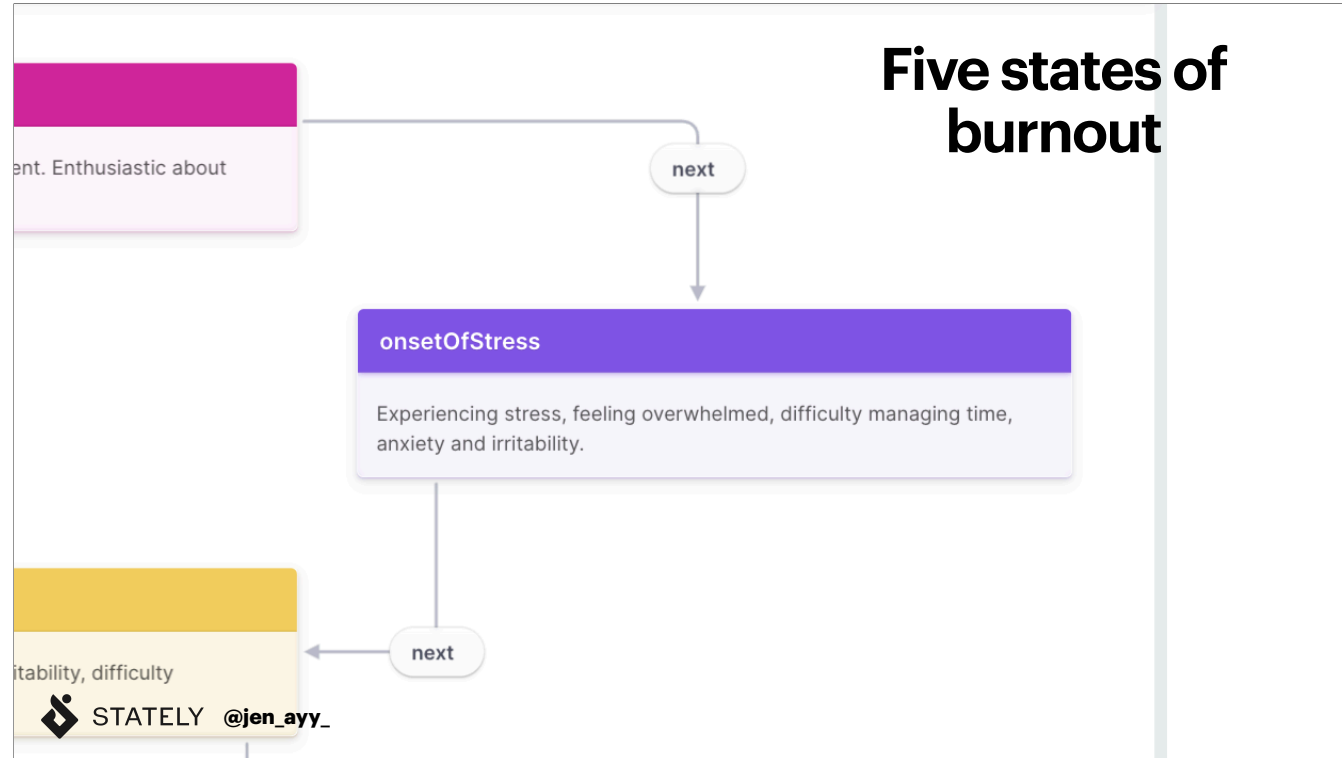 Five states of
burnout
ent. Enthusiastic about
next
onsetOfStress
Experiencing stress, feeling overwhelmed, difficulty managing time,
anxiety and irritability.
next
itability, difficulty
STATELY @jen_ayy_